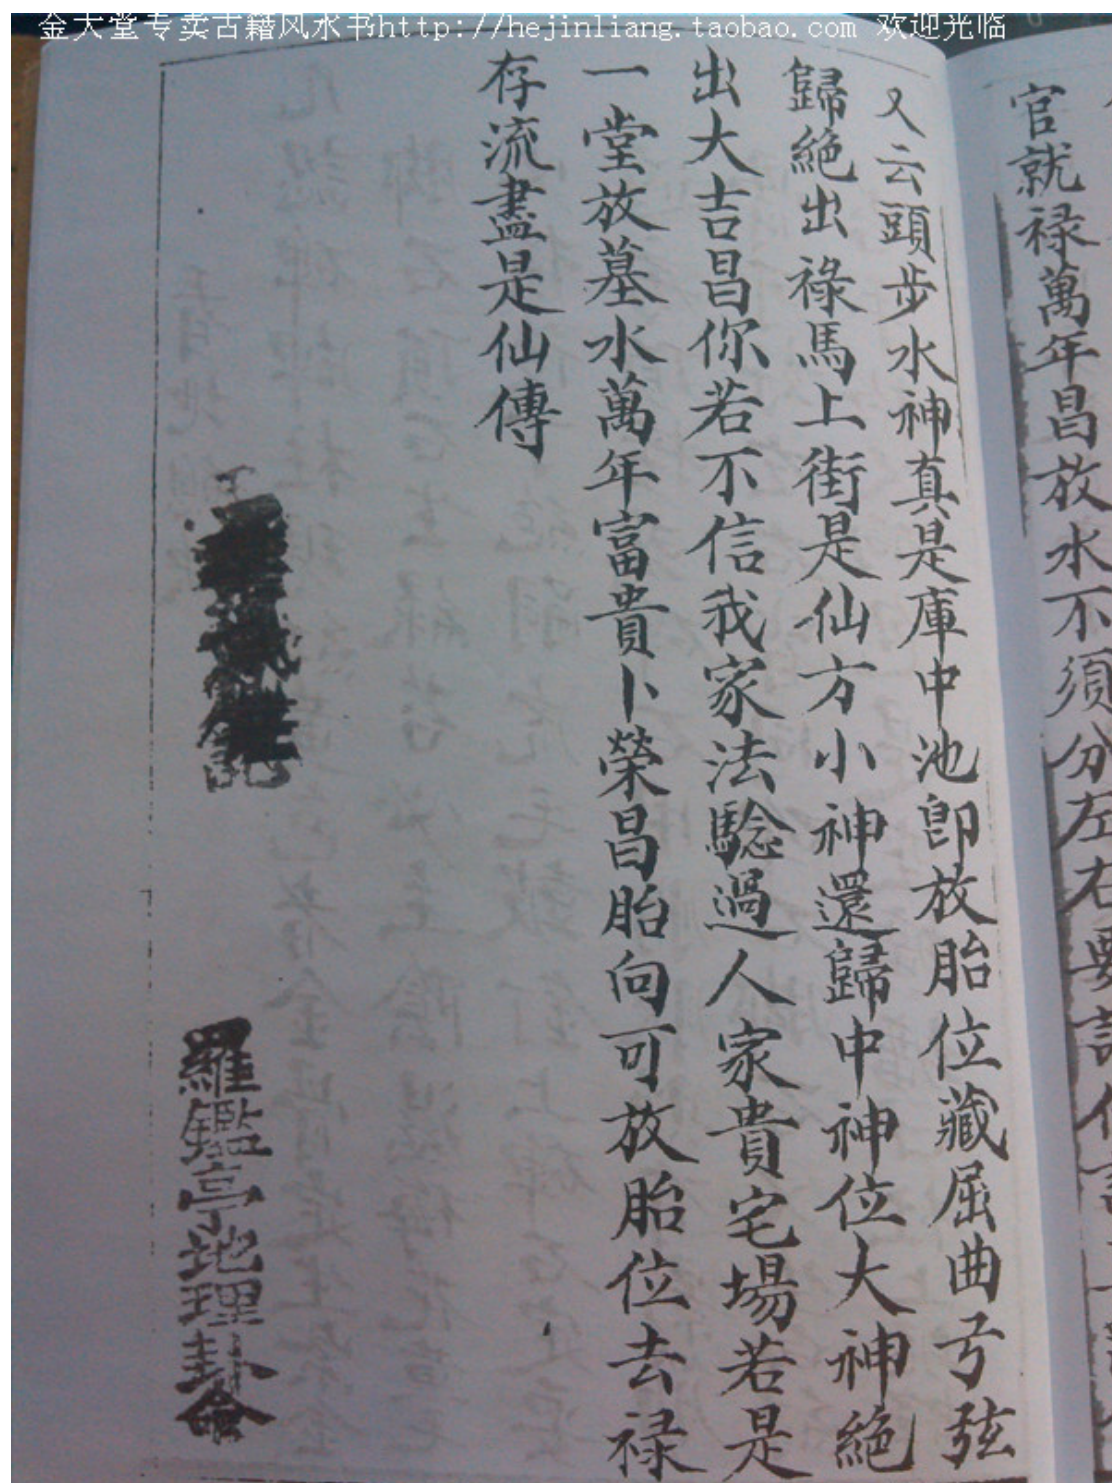 金天堂专卖古籍风水书http://hejinliang.taobao.com 欢迎光临
官就禄萬年昌放水不須分左右要
又云頭步水神真是庫中池即放胎位藏屈曲弓弦
歸絶出祿馬上街是仙方小神還歸中神位大神絶
出大吉昌你若不信我家法騐過人家貴宅場若是
一堂放墓水萬年富貴卜榮昌胎向可放胎位去禄
存流盡是仙傳
羅鑑亭地理卦